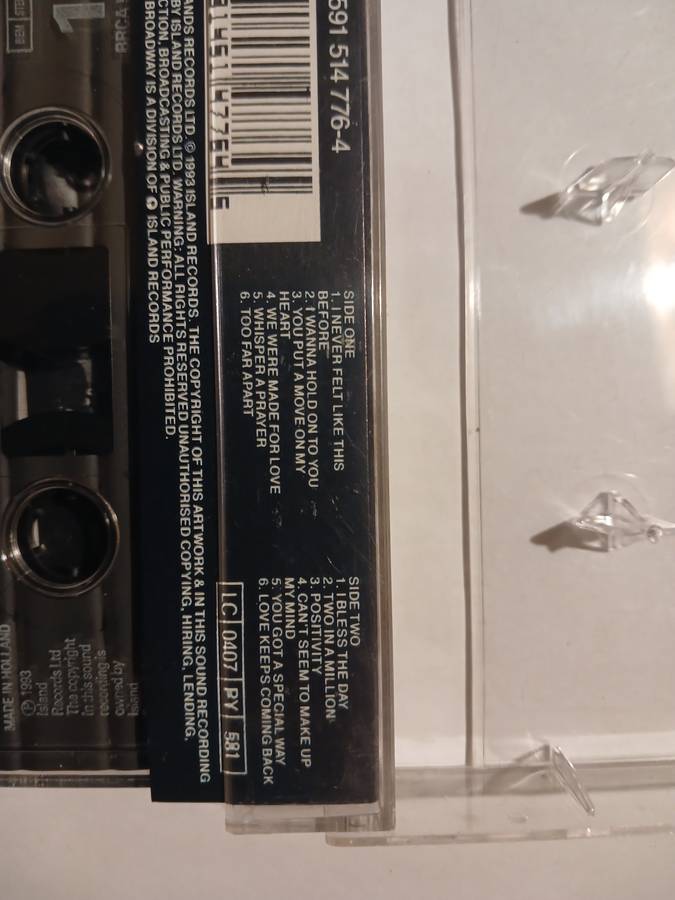 591 514 776-4
SIDE ONE
1. I NEVER FELT LIKE THIS
BEFORE
2. I WANNA HOLD ON TO YOU
3. YOU PUT A MOVE ON MY
HEART
4. WE WERE MADE FOR LOVE
5. WHISPER A PRAYER
6. TOO FAR APART
SIDE TWO
1. I BLESS THE DAY
2. TWO IN A MILLION
3. POSITIVITY
4. CAN'T SEEM TO MAKE UP
MY MIND
5. YOU GOT A SPECIAL WAY
6. LOVE KEEPS COMING BACK
LC 0407 PY 581
ANDS RECORDS LTD. © 1993 ISLAND RECORDS. THE COPYRIGHT OF THIS ARTWORK & IN THIS SOUND RECORDING
BY ISLAND RECORDS LTD. WARNING: ALL RIGHTS RESERVED UNAUTHORISED COPYING, HIRING, LENDING,
CTION, BROADCASTING & PUBLIC PERFORMANCE PROHIBITED.
BROADWAY IS A DIVISION OF ISLAND RECORDS
1
℗ 1993
Island
Records Ltd
The copyright
in this sound
recording is
owned by
Island
MADE IN HOLLAND